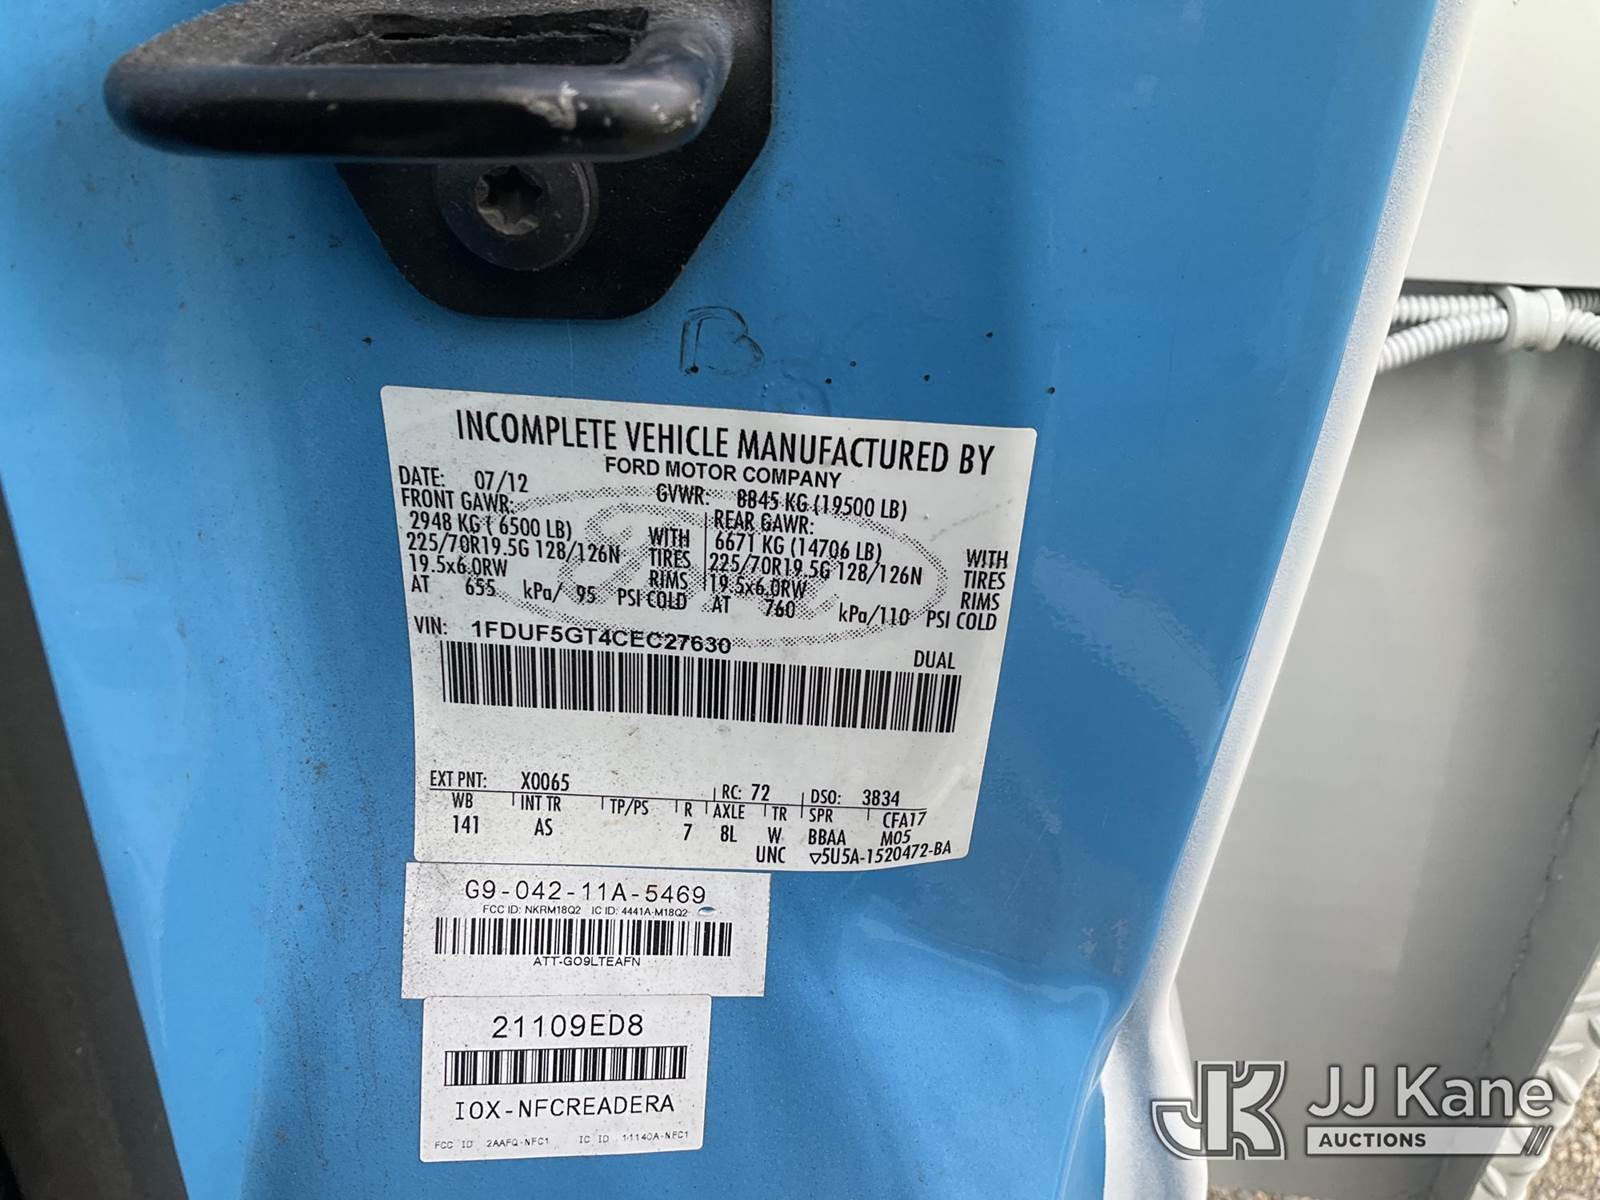 B
INCOMPLETE VEHICLE MANUFACTURED BY
FORD MOTOR COMPANY
DATE: 07/12 GVWR: 8845 KG (19500 LB)
FRONT GAWR: REAR GAWR:
2948 KG ( 6500 LB) WITH 6671 KG (14706 LB) WITH
225/70R19.5G 128/126N TIRES 225/70R19.5G 128/126N TIRES
19.5x6.0RW RIMS 19.5x6.0RW RIMS
AT 655 kPa/ 95 PSI COLD AT 760 kPa/110 PSI COLD
VIN: 1FDUF5GT4CEC27630
DUAL
EXT PNT: X0065 RC: 72 DSO: 3834
WB INT TR TP/PS R AXLE TR SPR CFA17
141 AS 7 8L W BBAA M05
UNC ▽5U5A-1520472-BA
G9-042-11A-5469
FCC ID: NKRM18Q2 IC ID: 4441A-M18Q2
ATT-GO9LTEAFN
21109ED8
IOX-NFCREADERA
FCC ID 2AAFQ-NFC1 IC ID 11140A-NFC1
JK JJ Kane
AUCTIONS